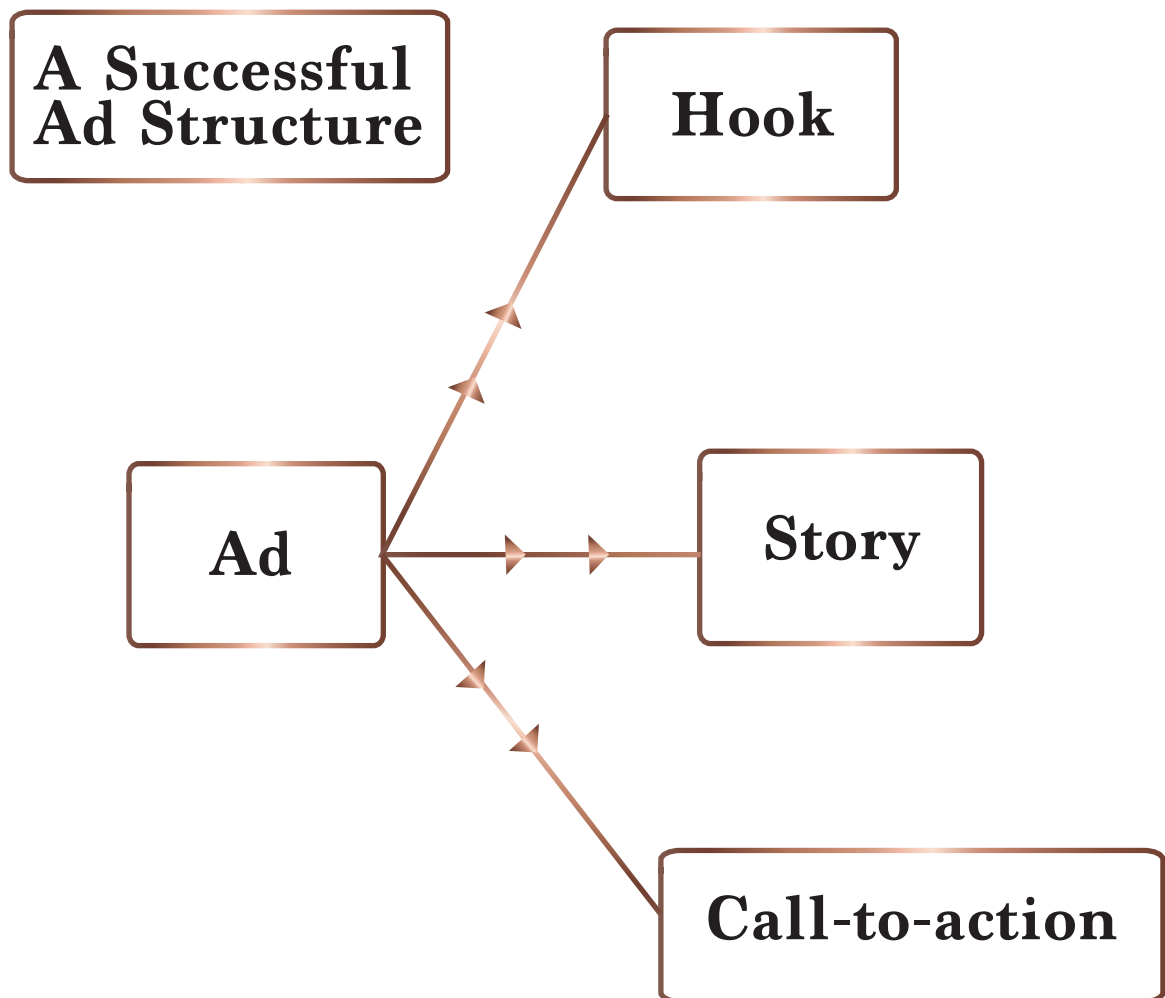 A Successful
Ad Structure
Hook
Ad
Story
Call-to-action